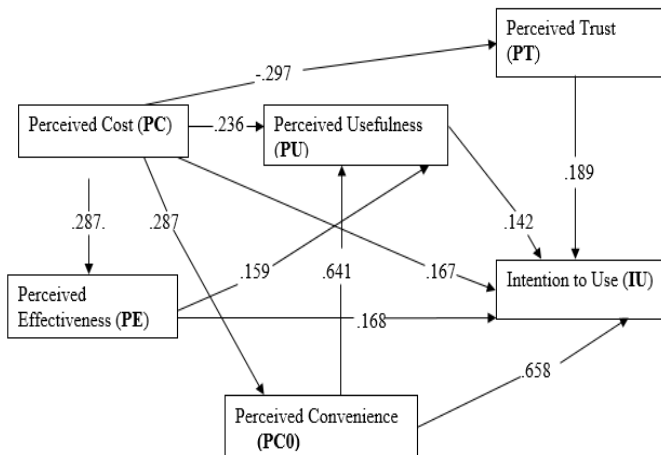 Perceived Trust
(PT)
-.297
Perceived Cost (PC)
.236
Perceived Usefulness
(PU)
.189
.142
.287.
.287
.159
.641
.167
Intention to Use (IU)
Perceived
Effectiveness (PE)
.168
.658
Perceived Convenience
(PC0)